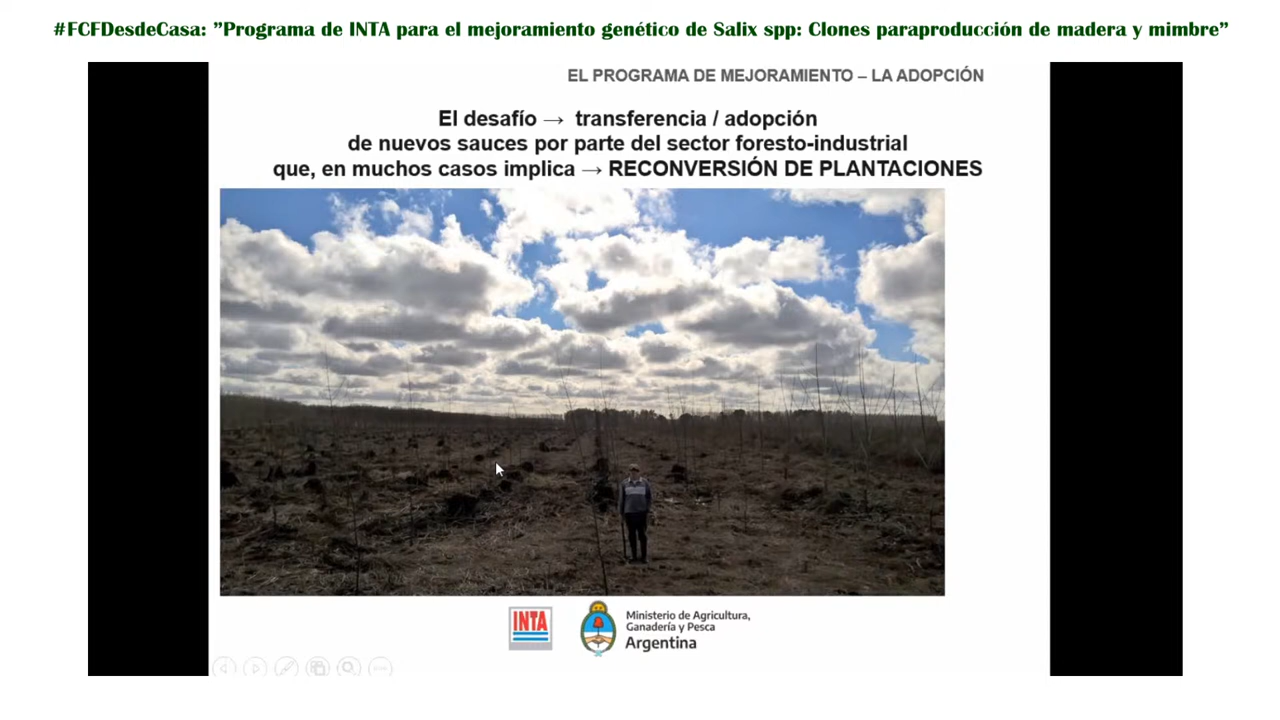 #FCFDesdeCasa: ”Programa de INTA para el mejoramiento genético de Salix spp: Clones paraproducción de madera y mimbre”
EL PROGRAMA DE MEJORAMIENTO – LA ADOPCIÓN
El desafío → transferencia / adopción
de nuevos sauces por parte del sector foresto-industrial
que, en muchos casos implica → RECONVERSIÓN DE PLANTACIONES
INTA
Ministerio de Agricultura,
Ganadería y Pesca
Argentina